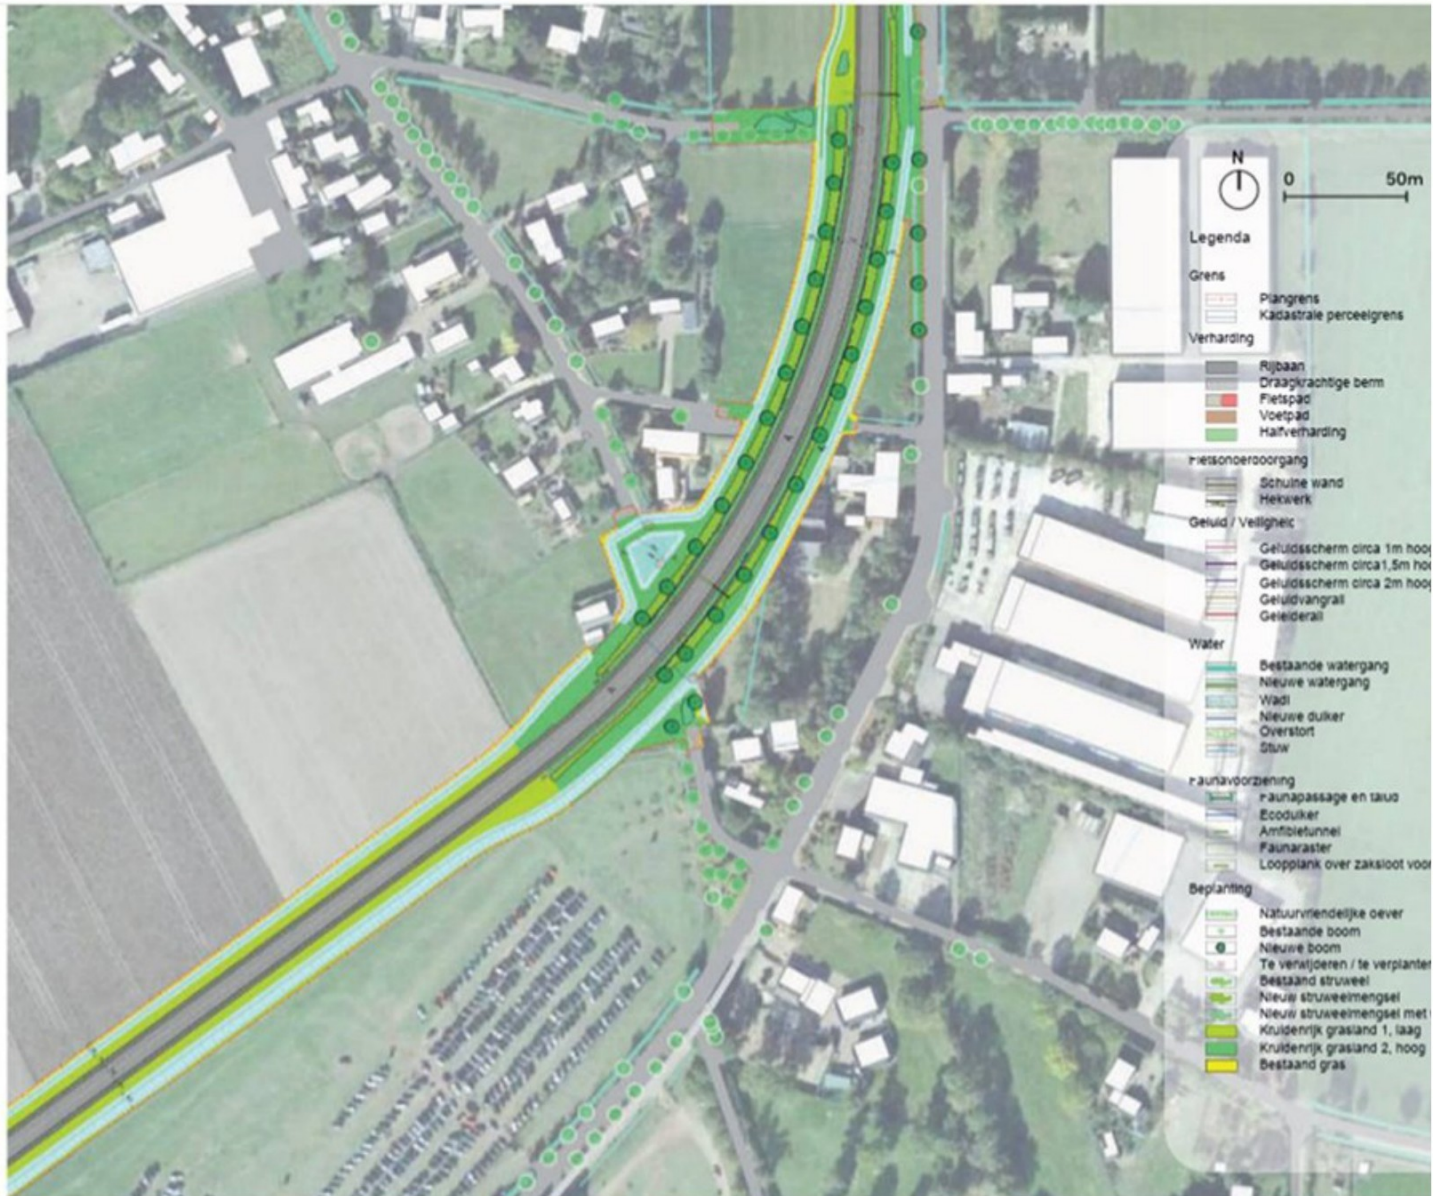 N
0 50m
Legenda
Grens
Plangrens
Kadastrale perceelgrens
Verharding
Rijbaan
Draagkrachtige berm
Fietspad
Voetpad
Halfverharding
Fietsonderdoorgang
Schuine wand
Hekwerk
Geluid / Veiligheid
Geluidsscherm circa 1m hoog
Geluidsscherm circa1,5m hoo
Geluidsscherm circa 2m hoog
Geluidvangrail
Geleiderail
Water
Bestaande watergang
Nieuwe watergang
Wadi
Nieuwe duiker
Overstort
Stuw
Faunavoorziening
Faunapassage en talud
Ecoduiker
Amfibietunnel
Faunaraster
Loopplank over zaksloot voor
Beplanting
Natuurvriendelijke oever
Bestaande boom
Nieuwe boom
Te verwijderen / te verplanten
Bestaand struweel
Nieuw struweelmengsel
Nieuw struweelmengsel met
Kruidenrijk grasland 1, laag
Kruidenrijk grasland 2, hoog
Bestaand gras